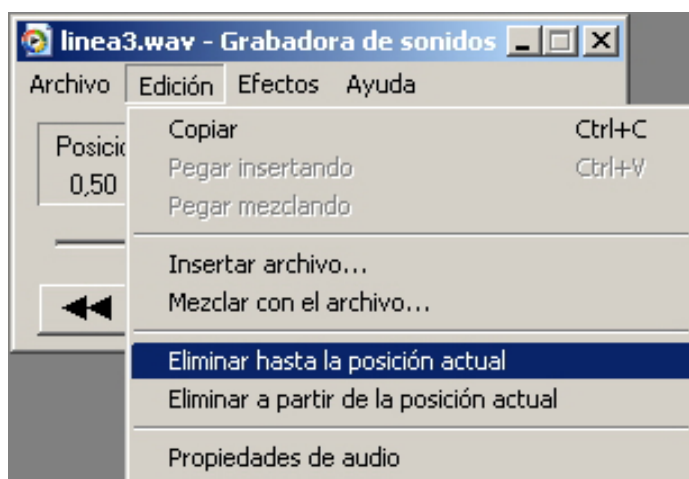 linea3.wav - Grabadora de sonidos
Archivo Edición Efectos Ayuda
Posició
0,50
Copiar Ctrl+C
Pegar insertando Ctrl+V
Pegar mezclando
Insertar archivo...
Mezclar con el archivo...
Eliminar hasta la posición actual
Eliminar a partir de la posición actual
Propiedades de audio